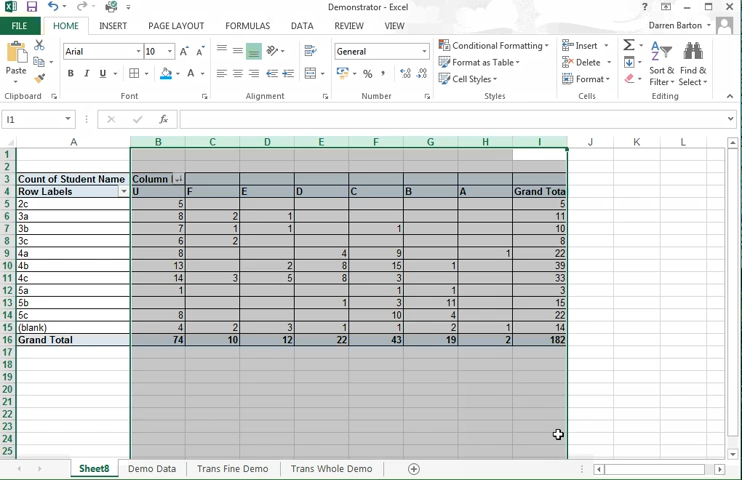 Demonstrator - Excel
FILE HOME INSERT PAGE LAYOUT FORMULAS DATA REVIEW VIEW Darren Barton
Arial 10 General Conditional Formatting Insert
Paste Format as Table Delete Sort & Find &
B I U % Cell Styles Format Filter Select
Clipboard Font Alignment Number Styles Cells Editing
I1 fx
A B C D E F G H I J K L
1
2
3 Count of Student Name Column
4 Row Labels U F E D C B A Grand Tota
5 2c 5 5
6 3a 8 2 1 11
7 3b 7 1 1 1 10
8 3c 6 2 8
9 4a 8 4 9 1 22
10 4b 13 2 8 15 1 39
11 4c 14 3 5 8 3 33
12 5a 1 1 1 3
13 5b 1 3 11 15
14 5c 8 10 4 22
15 (blank) 4 2 3 1 1 2 1 14
16 Grand Total 74 10 12 22 43 19 2 182
17
18
19
20
21
22
23
24
25
Sheet8 Demo Data Trans Fine Demo Trans Whole Demo